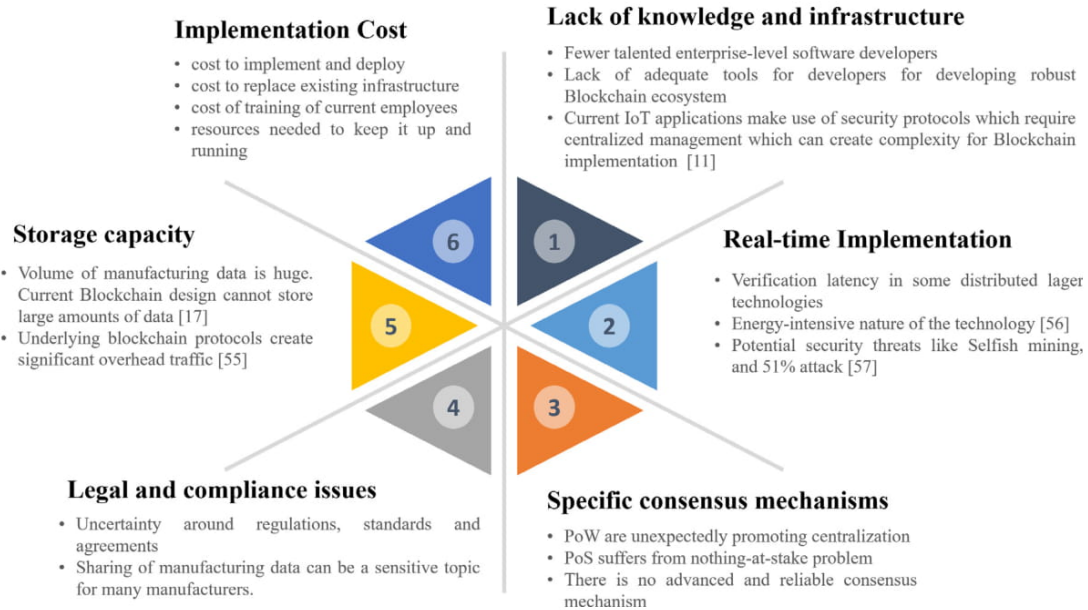 Implementation Cost
• cost to implement and deploy
• cost to replace existing infrastructure
• cost of training of current employees
• resources needed to keep it up and
running
Lack of knowledge and infrastructure
• Fewer talented enterprise-level software developers
• Lack of adequate tools for developers for developing robust
Blockchain ecosystem
• Current IoT applications make use of security protocols which require
centralized management which can create complexity for Blockchain
implementation [11]
6
1
Storage capacity
• Volume of manufacturing data is huge.
Current Blockchain design cannot store
large amounts of data [17]
• Underlying blockchain protocols create
significant overhead traffic [55]
5
2
Real-time Implementation
• Verification latency in some distributed lager
technologies
• Energy-intensive nature of the technology [56]
• Potential security threats like Selfish mining,
and 51% attack [57]
4
3
Legal and compliance issues
• Uncertainty around regulations, standards and
agreements
• Sharing of manufacturing data can be a sensitive topic
for many manufacturers.
Specific consensus mechanisms
• PoW are unexpectedly promoting centralization
• PoS suffers from nothing-at-stake problem
• There is no advanced and reliable consensus
mechanism